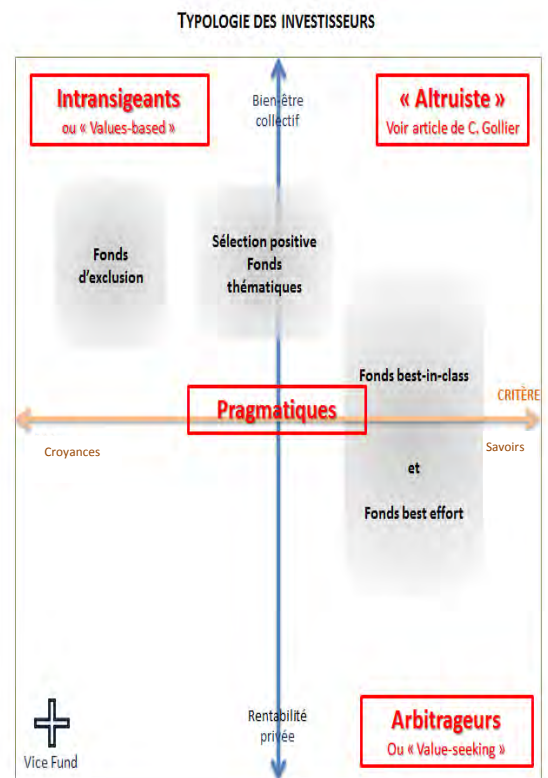 TYPOLOGIE DES INVESTISSEURS
Intransigeants
ou « Values-based »
Bien-être
collectif
« Altruiste »
Voir article de C. Gollier
Fonds
d'exclusion
Sélection positive
Fonds
thématiques
Fonds best-in-class
CRITÈRE
Pragmatiques
Croyances
Savoirs
et
Fonds best effort
Rentabilité
privée
Vice Fund
Arbitrageurs
Ou « Value-seeking »